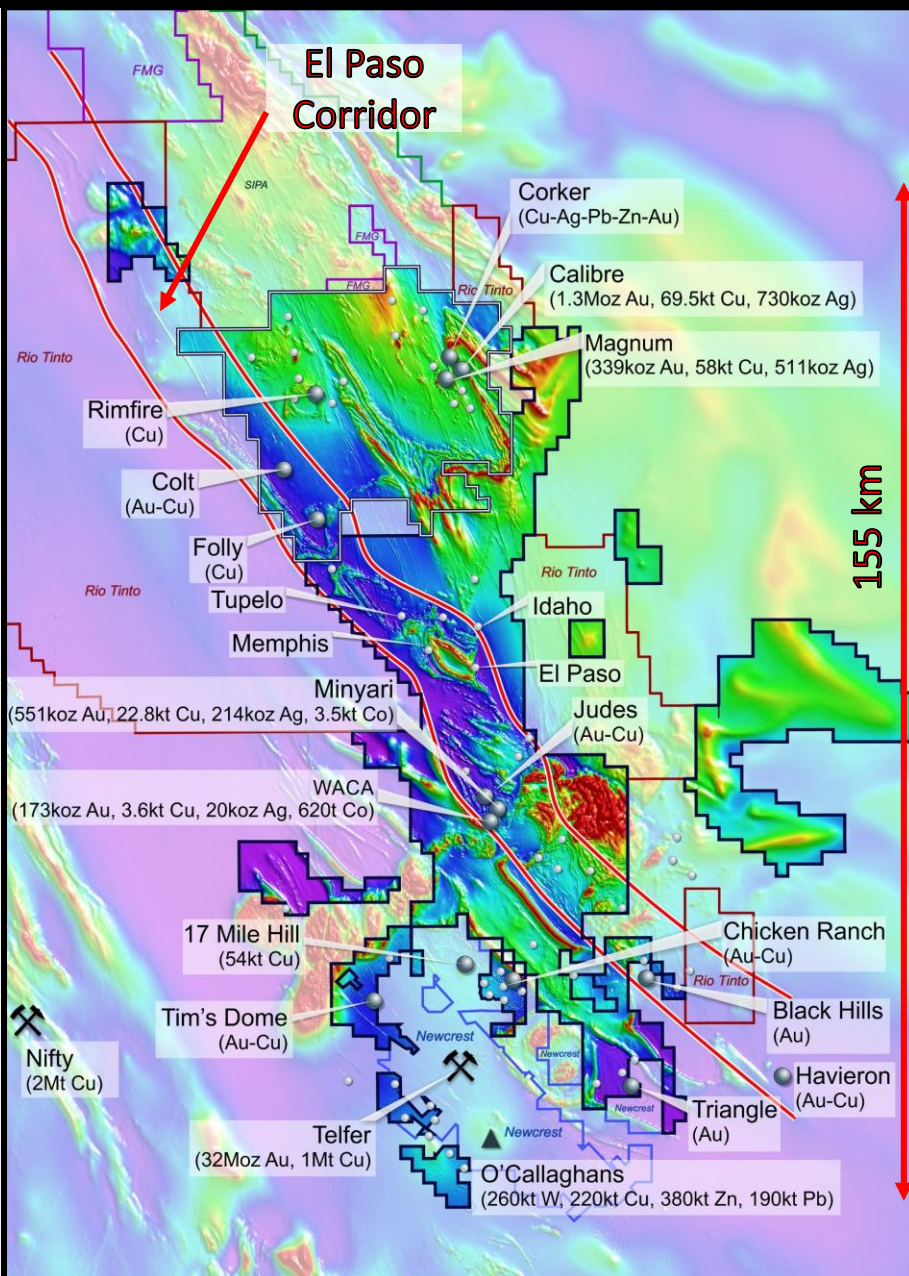 El Paso
Corridor
FMG
SIPA
FMG
FMG
Rio Tinto
Rio Tinto
Corker
(Cu-Ag-Pb-Zn-Au)
Calibre
(1.3Moz Au, 69.5kt Cu, 730koz Ag)
Magnum
(339koz Au, 58kt Cu, 511koz Ag)
Rimfire
(Cu)
Colt
(Au-Cu)
Folly
(Cu)
155 km
Rio Tinto
Rio Tinto
Tupelo
Idaho
Memphis
El Paso
Minyari
(551koz Au, 22.8kt Cu, 214koz Ag, 3.5kt Co)
Judes
(Au-Cu)
WACA
(173koz Au, 3.6kt Cu, 20koz Ag, 620t Co)
17 Mile Hill
(54kt Cu)
Chicken Ranch
(Au-Cu)
Rio Tinto
Tim's Dome
(Au-Cu)
Black Hills
(Au)
Newcrest
Newcrest
Nifty
(2Mt Cu)
Havieron
(Au-Cu)
Triangle
(Au)
Newcrest
Telfer
(32Moz Au, 1Mt Cu)
Newcrest
O'Callaghans
(260kt W, 220kt Cu, 380kt Zn, 190kt Pb)